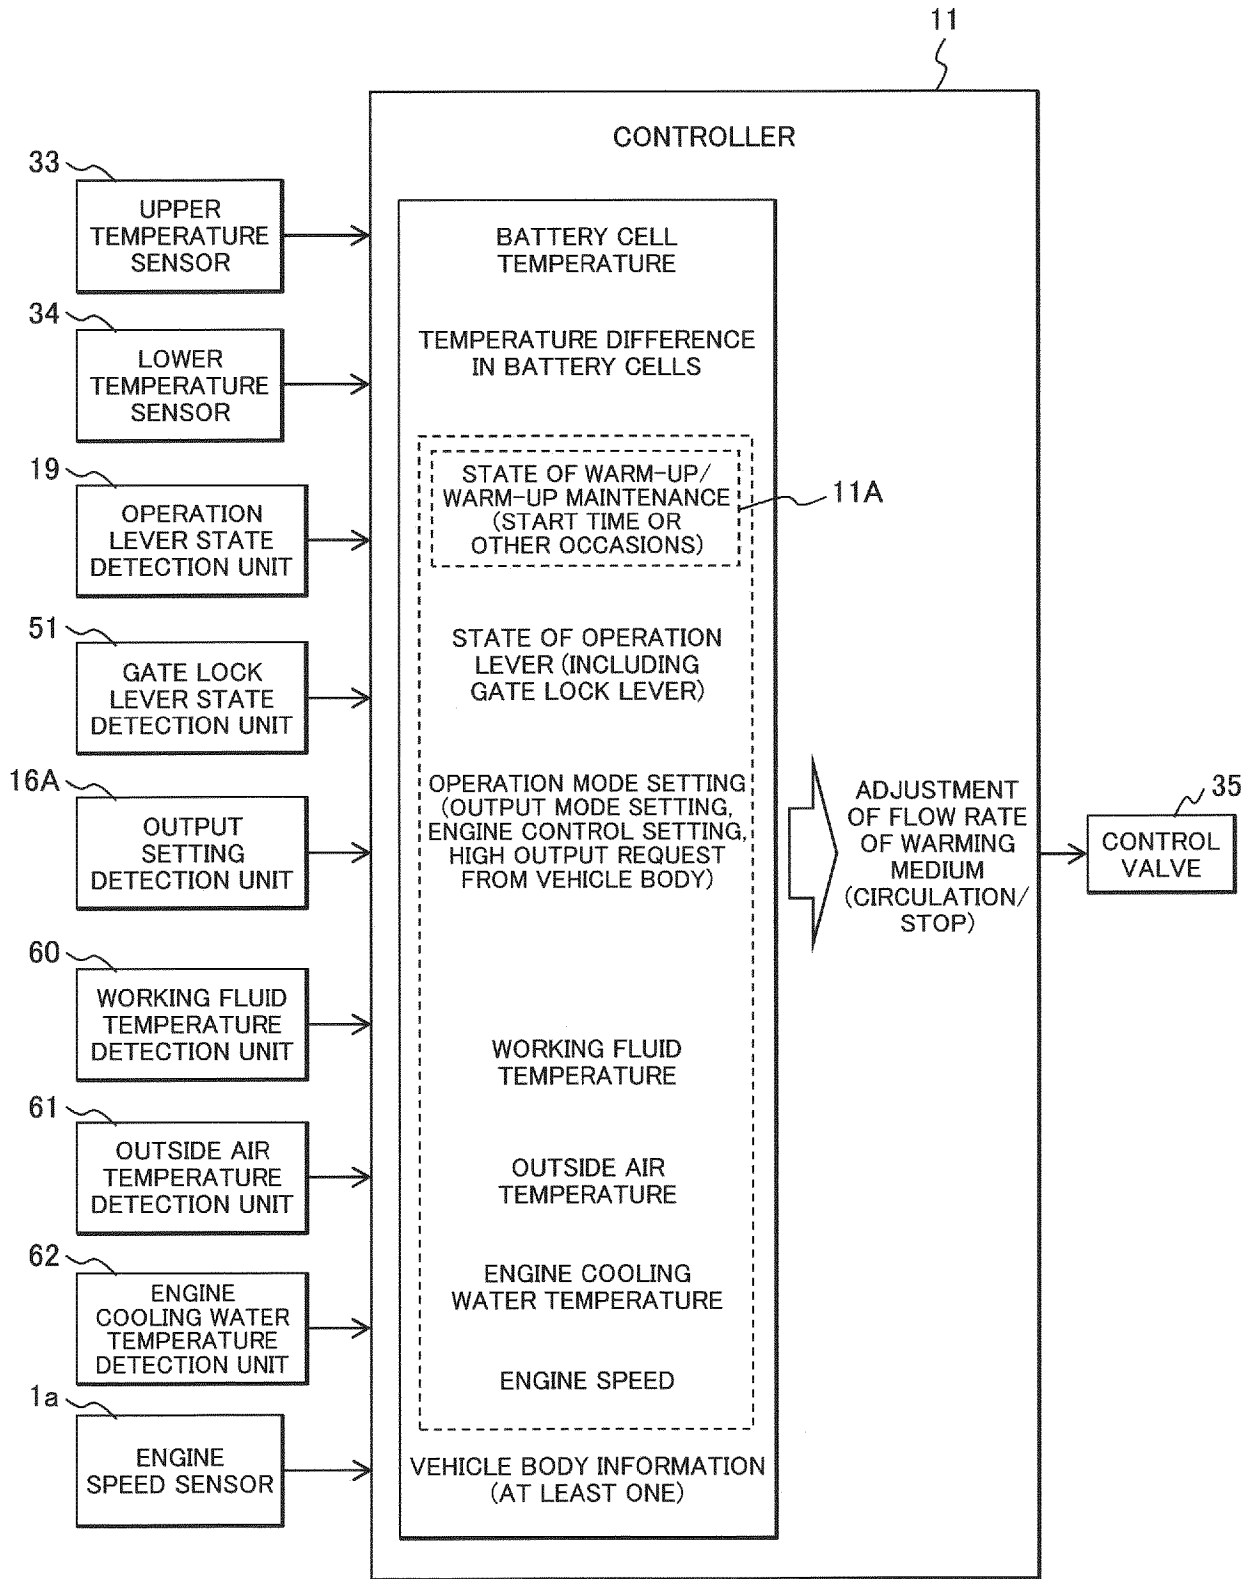 11
CONTROLLER
33
UPPER
TEMPERATURE
SENSOR
34
LOWER
TEMPERATURE
SENSOR
19
OPERATION
LEVER STATE
DETECTION UNIT
51
GATE LOCK
LEVER STATE
DETECTION UNIT
16A
OUTPUT
SETTING
DETECTION UNIT
60
WORKING FLUID
TEMPERATURE
DETECTION UNIT
61
OUTSIDE AIR
TEMPERATURE
DETECTION UNIT
62
ENGINE
COOLING WATER
TEMPERATURE
DETECTION UNIT
1a
ENGINE
SPEED SENSOR
BATTERY CELL
TEMPERATURE
TEMPERATURE DIFFERENCE
IN BATTERY CELLS
STATE OF WARM-UP/
WARM-UP MAINTENANCE
(START TIME OR
OTHER OCCASIONS)
11A
STATE OF OPERATION
LEVER (INCLUDING
GATE LOCK LEVER)
OPERATION MODE SETTING
(OUTPUT MODE SETTING,
ENGINE CONTROL SETTING,
HIGH OUTPUT REQUEST
FROM VEHICLE BODY)
WORKING FLUID
TEMPERATURE
OUTSIDE AIR
TEMPERATURE
ENGINE COOLING
WATER TEMPERATURE
ENGINE SPEED
VEHICLE BODY INFORMATION
(AT LEAST ONE)
ADJUSTMENT
OF FLOW RATE
OF WARMING
MEDIUM
(CIRCULATION/
STOP)
35
CONTROL
VALVE